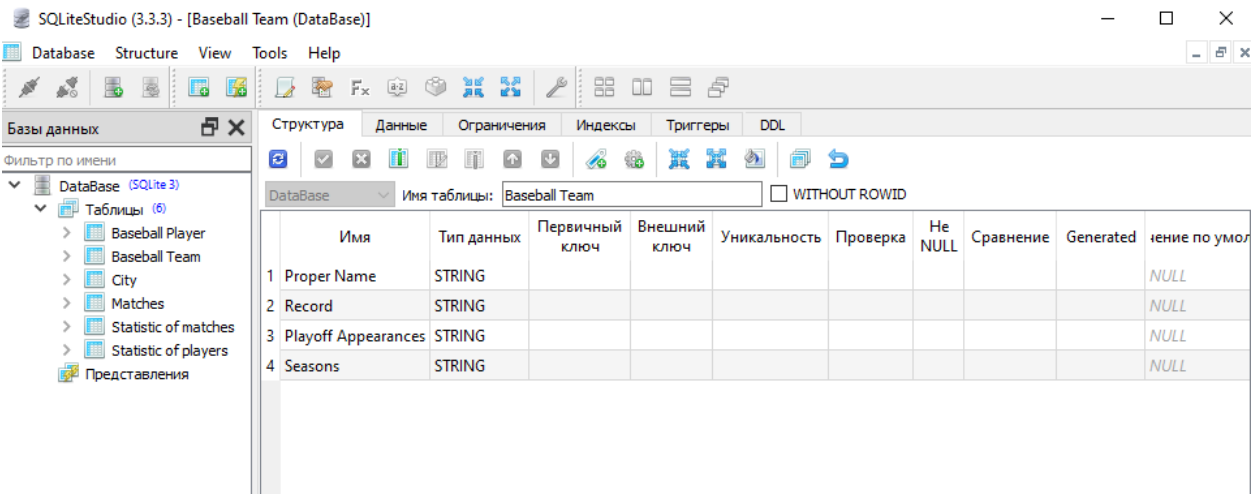 SQLiteStudio (3.3.3) - [Baseball Team (DataBase)]
Database Structure View Tools Help
Базы данных
Фильтр по имени
DataBase (SQLite 3)
Таблицы (6)
Baseball Player
Baseball Team
City
Matches
Statistic of matches
Statistic of players
Представления
Структура Данные Ограничения Индексы Триггеры DDL
DataBase Имя таблицы: Baseball Team WITHOUT ROWID
Имя Тип данных Первичный ключ Внешний ключ Уникальность Проверка Не NULL Сравнение Generated чение по умол
1 Proper Name STRING NULL
2 Record STRING NULL
3 Playoff Appearances STRING NULL
4 Seasons STRING NULL